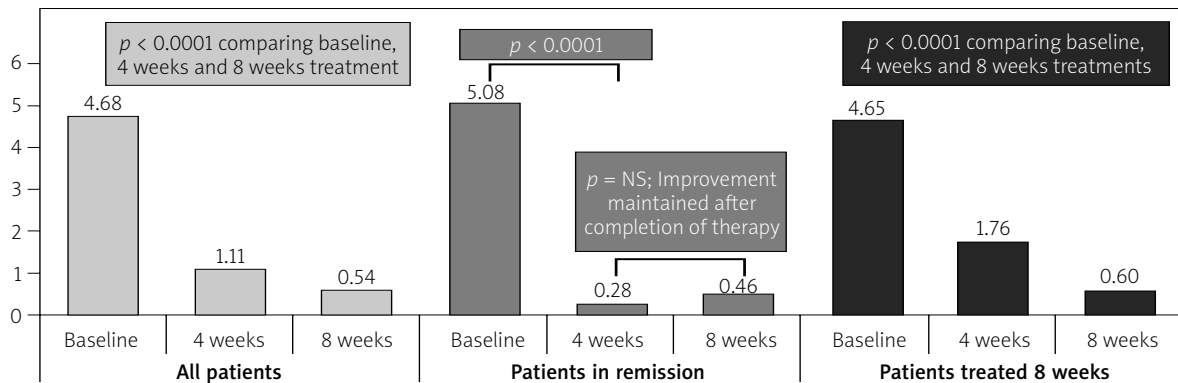 p < 0.0001 comparing baseline,
4 weeks and 8 weeks treatment
p < 0.0001
p < 0.0001 comparing baseline,
4 weeks and 8 weeks treatments
6
5
4
3
2
1
0
4.68
1.11
0.54
5.08
p = NS; Improvement
maintained after
completion of therapy
0.28
0.46
4.65
1.76
0.60
Baseline
4 weeks
8 weeks
Baseline
4 weeks
8 weeks
Baseline
4 weeks
8 weeks
All patients
Patients in remission
Patients treated 8 weeks